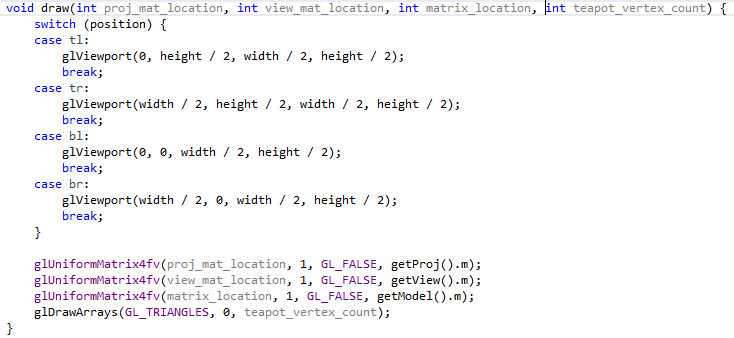 void draw(int proj_mat_location, int view_mat_location, int matrix_location, int teapot_vertex_count) {
    switch (position) {
    case tl:
        glViewport(0, height / 2, width / 2, height / 2);
        break;
    case tr:
        glViewport(width / 2, height / 2, width / 2, height / 2);
        break;
    case bl:
        glViewport(0, 0, width / 2, height / 2);
        break;
    case br:
        glViewport(width / 2, 0, width / 2, height / 2);
        break;
    }

    glUniformMatrix4fv(proj_mat_location, 1, GL_FALSE, getProj().m);
    glUniformMatrix4fv(view_mat_location, 1, GL_FALSE, getView().m);
    glUniformMatrix4fv(matrix_location, 1, GL_FALSE, getModel().m);
    glDrawArrays(GL_TRIANGLES, 0, teapot_vertex_count);
}